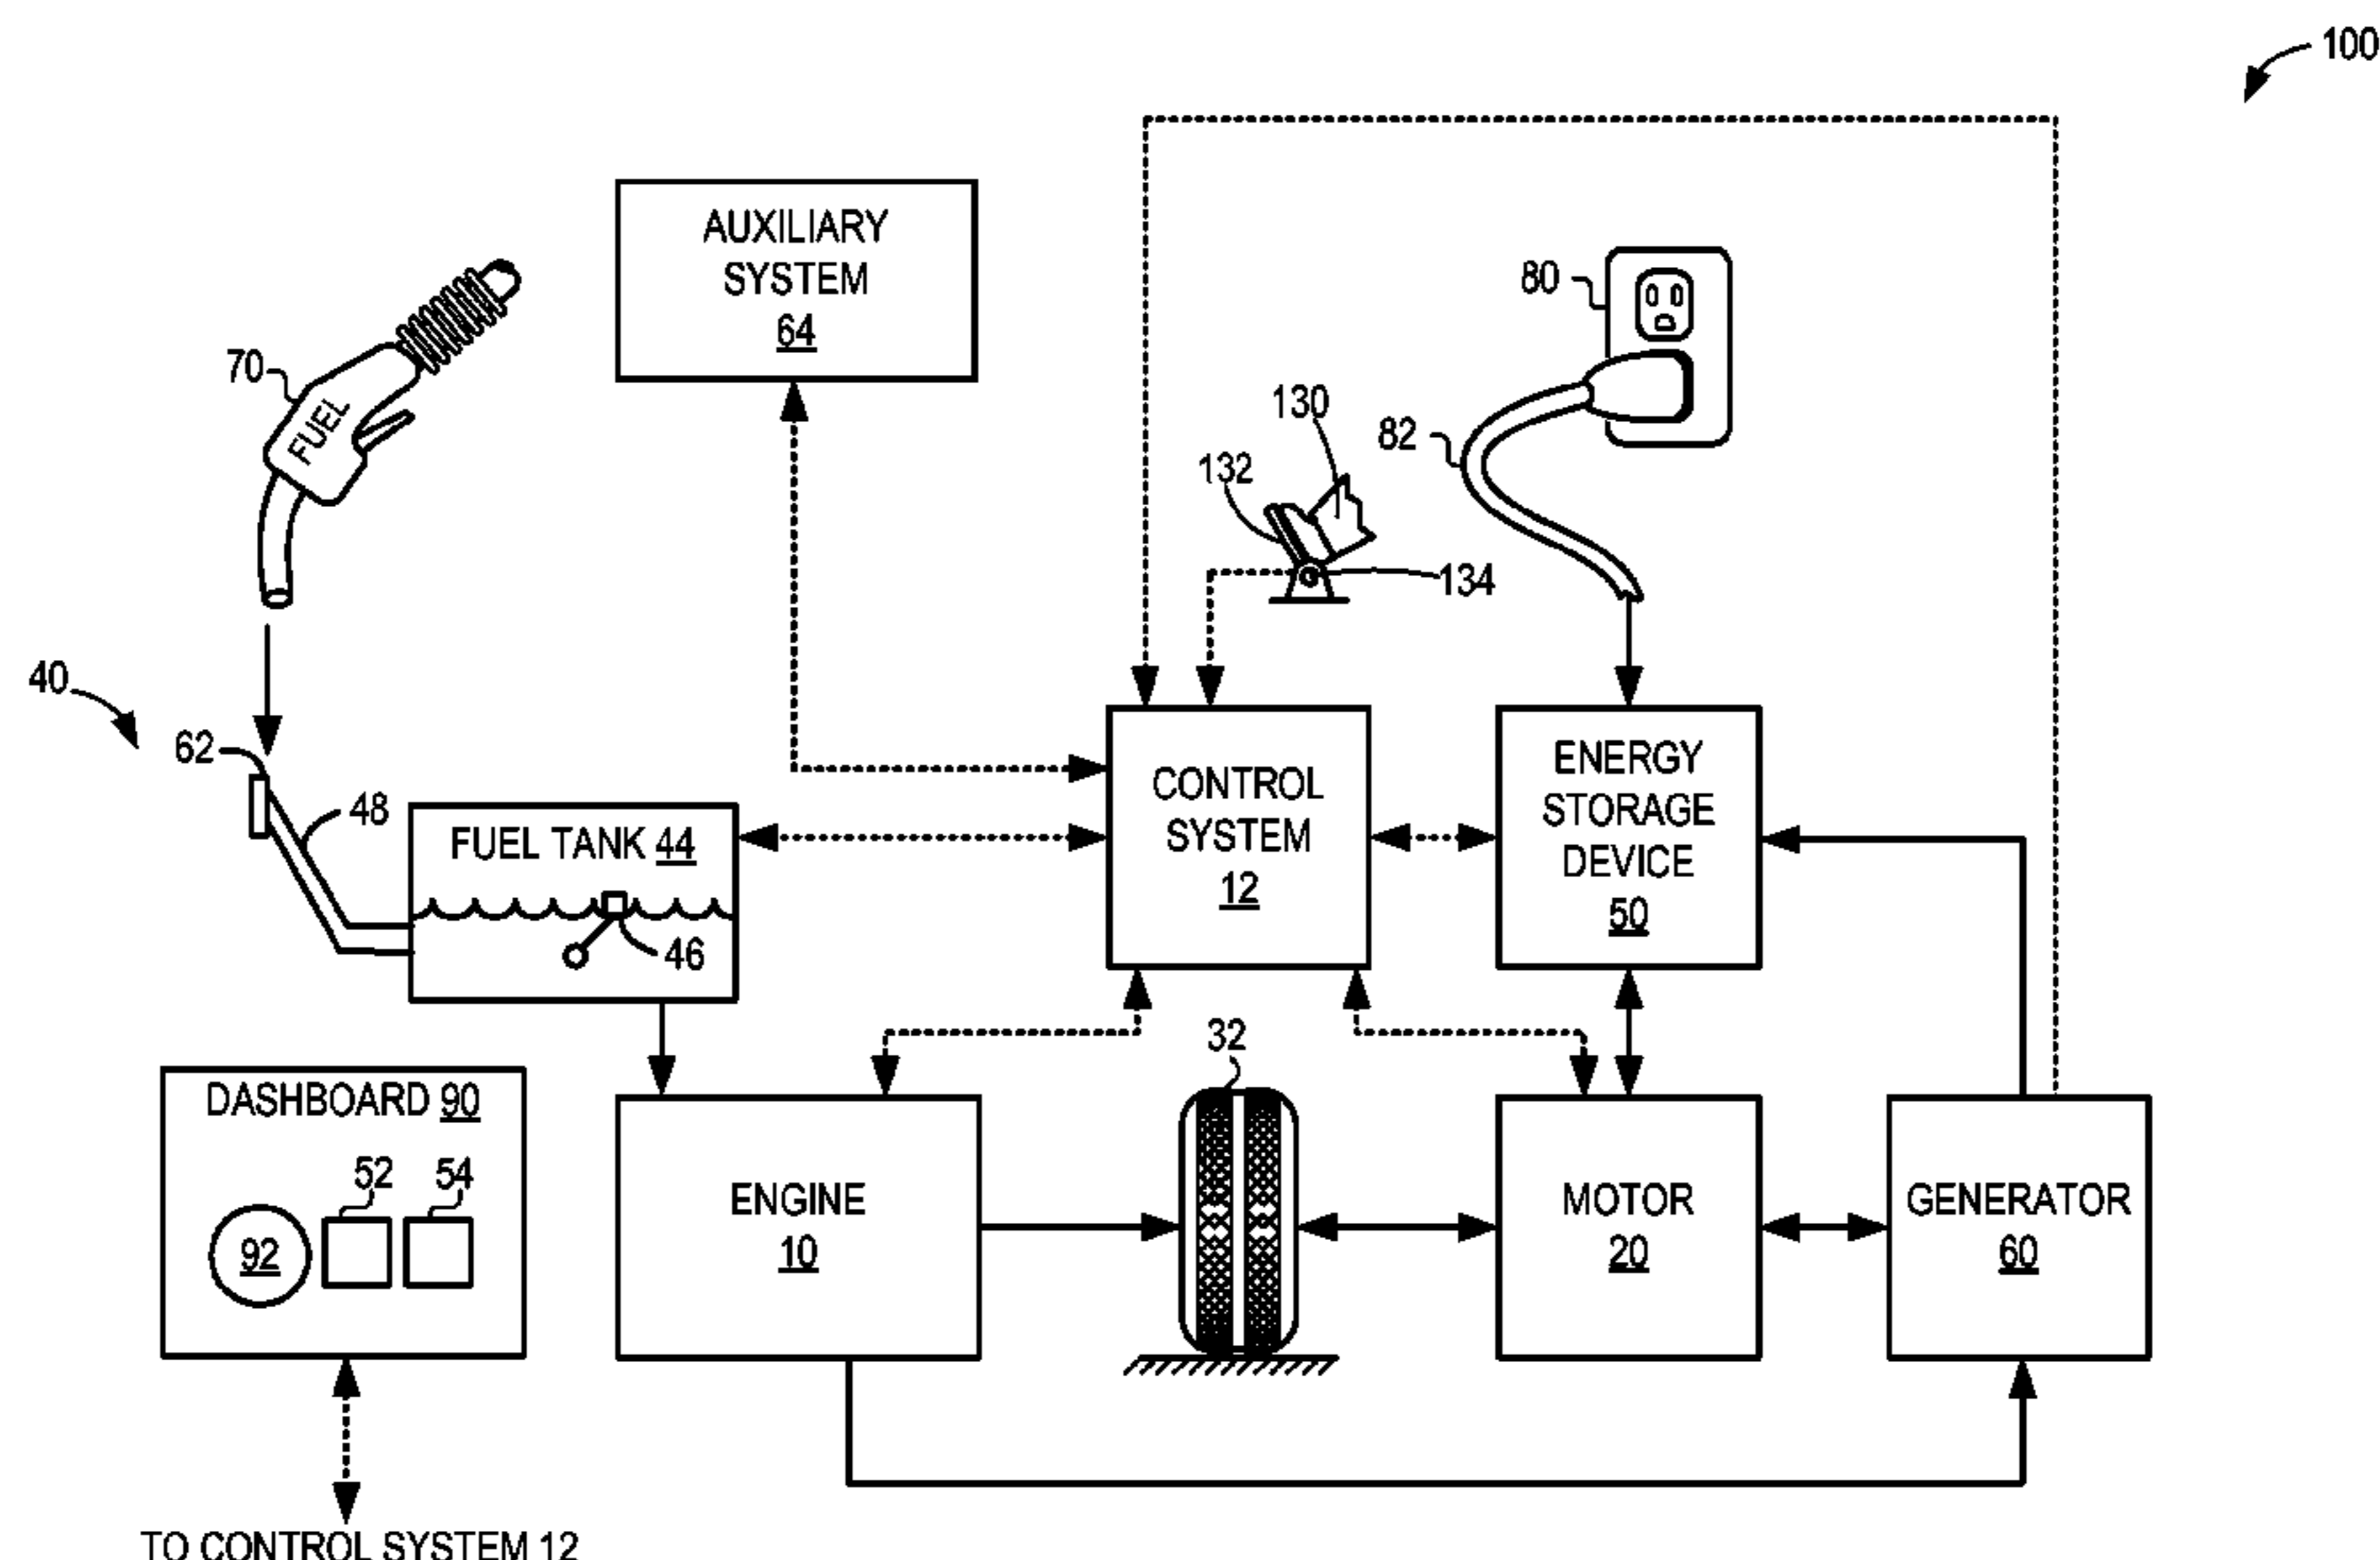 100
AUXILIARY
SYSTEM
64
80
70
FUEL
130
82
132
134
40
62
48
FUEL TANK 44
46
CONTROL
SYSTEM
12
ENERGY
STORAGE
DEVICE
50
32
DASHBOARD 90
52 54
92
ENGINE
10
MOTOR
20
GENERATOR
60
TO CONTROL SYSTEM 12